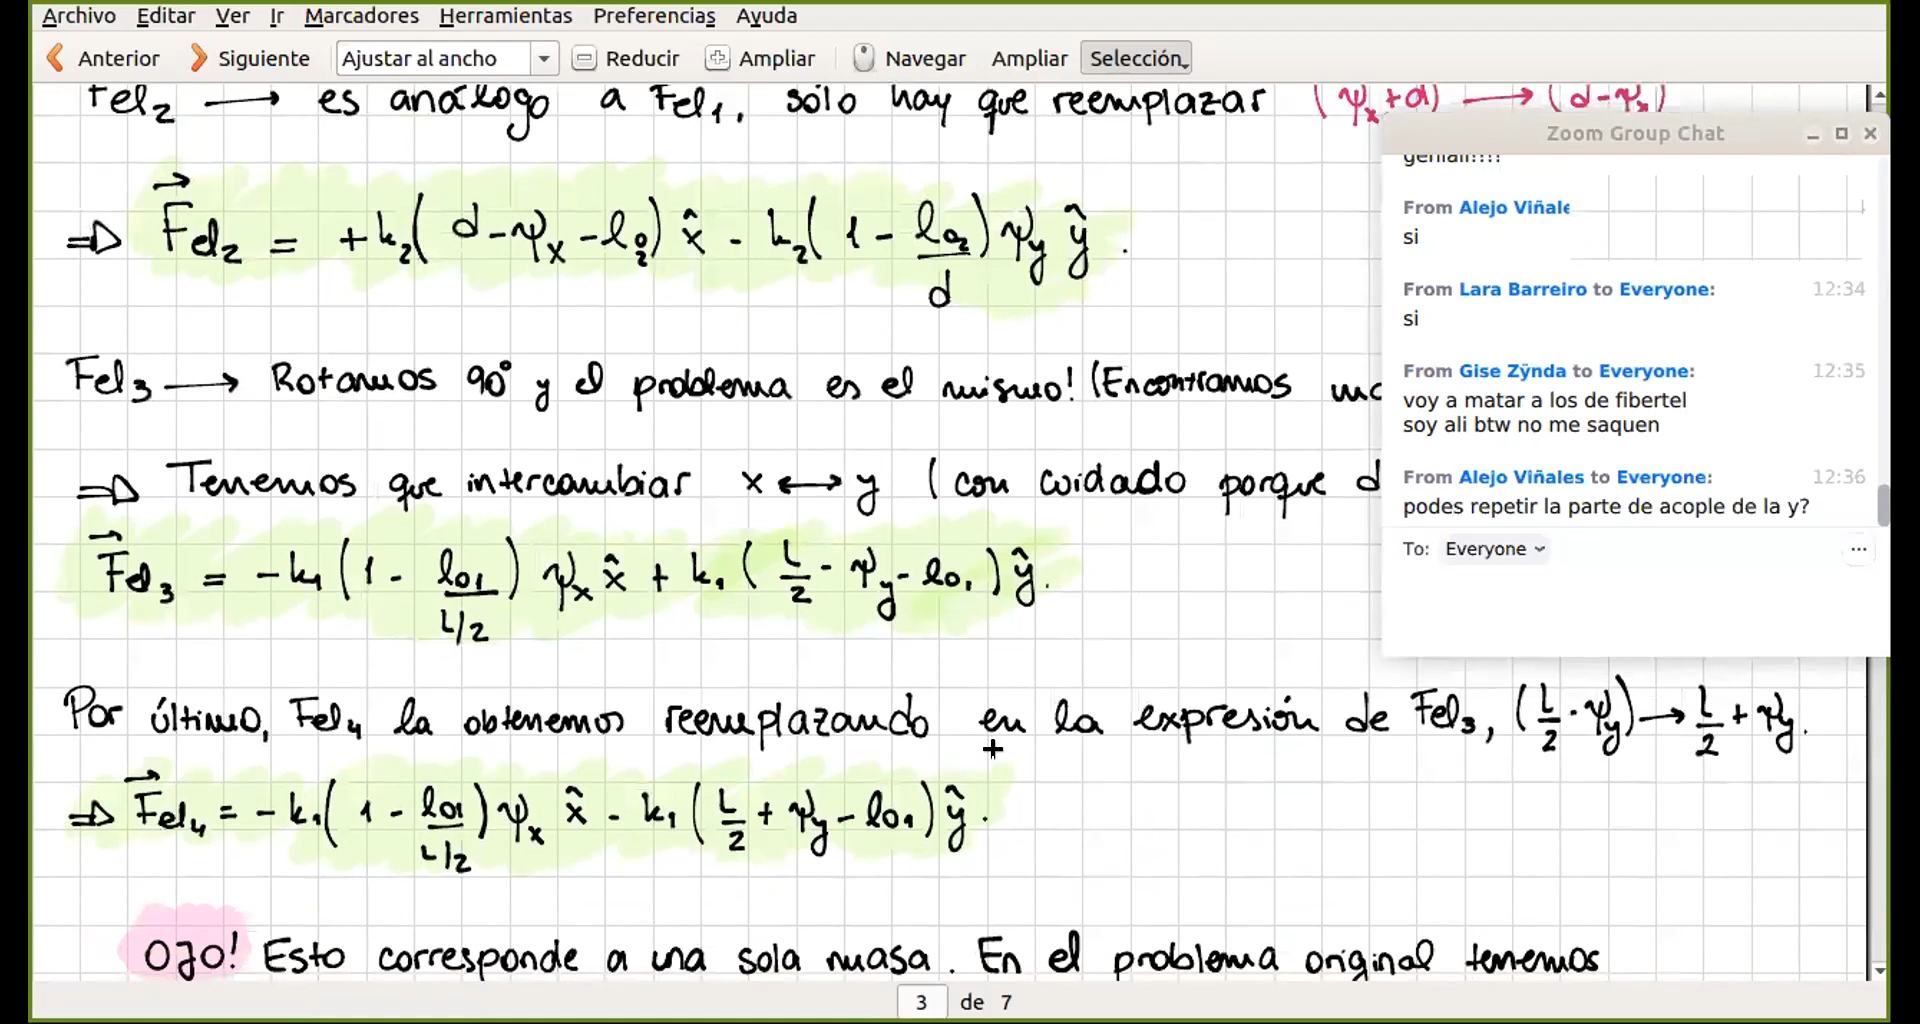 Archivo Editar Ver Ir Marcadores Herramientas Preferencias Ayuda
Anterior Siguiente Ajustar al ancho Reducir Ampliar Navegar Ampliar Selección
Fel₂ ⟶ es análogo a Fel₁, sólo hay que reemplazar (ψₓ+d) ⟶ (d-ψₓ)
⇒ F⃗el₂ = +k₂(d-ψₓ-l₀₂) x̂ - k₂(1 - l₀₂/d) ψy ŷ.
Fel₃ ⟶ Rotamos 90° y el problema es el mismo! (Encontramos
⇒ Tenemos que intercambiar x ⟷ y (con cuidado porque d
F⃗el₃ = -k₁(1 - l₀₁/L/2) ψₓ x̂ + k₁(L/2 - ψy - l₀₁) ŷ.
Por último, Fel₄ la obtenemos reemplazando en la expresión de Fel₃, (L/2 - ψy) ⟶ L/2 + ψy.
⇒ F⃗el₄ = -k₁(1 - l₀₁/L/2) ψₓ x̂ - k₁(L/2 + ψy - l₀₁) ŷ.
OJO! Esto corresponde a una sola masa. En el problema original tenemos
3 de 7
Zoom Group Chat
genial!!!!
From Alejo Viñale
si
From Lara Barreiro to Everyone: 12:34
si
From Gise Zÿnda to Everyone: 12:35
voy a matar a los de fibertel
soy ali btw no me saquen
From Alejo Viñales to Everyone: 12:36
podes repetir la parte de acople de la y?
To: Everyone